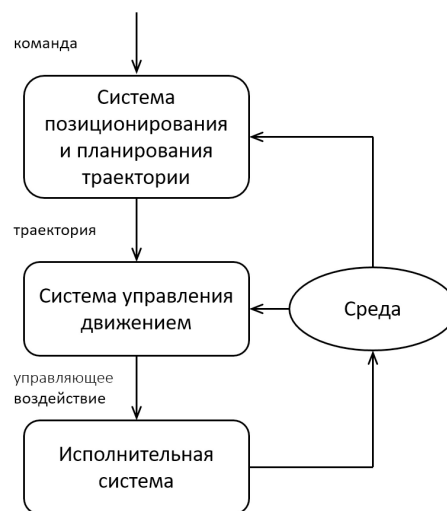 команда
Система
позиционирования
и планирования
траектории
траектория
Система управления
движением
Среда
управляющее
воздействие
Исполнительная
система